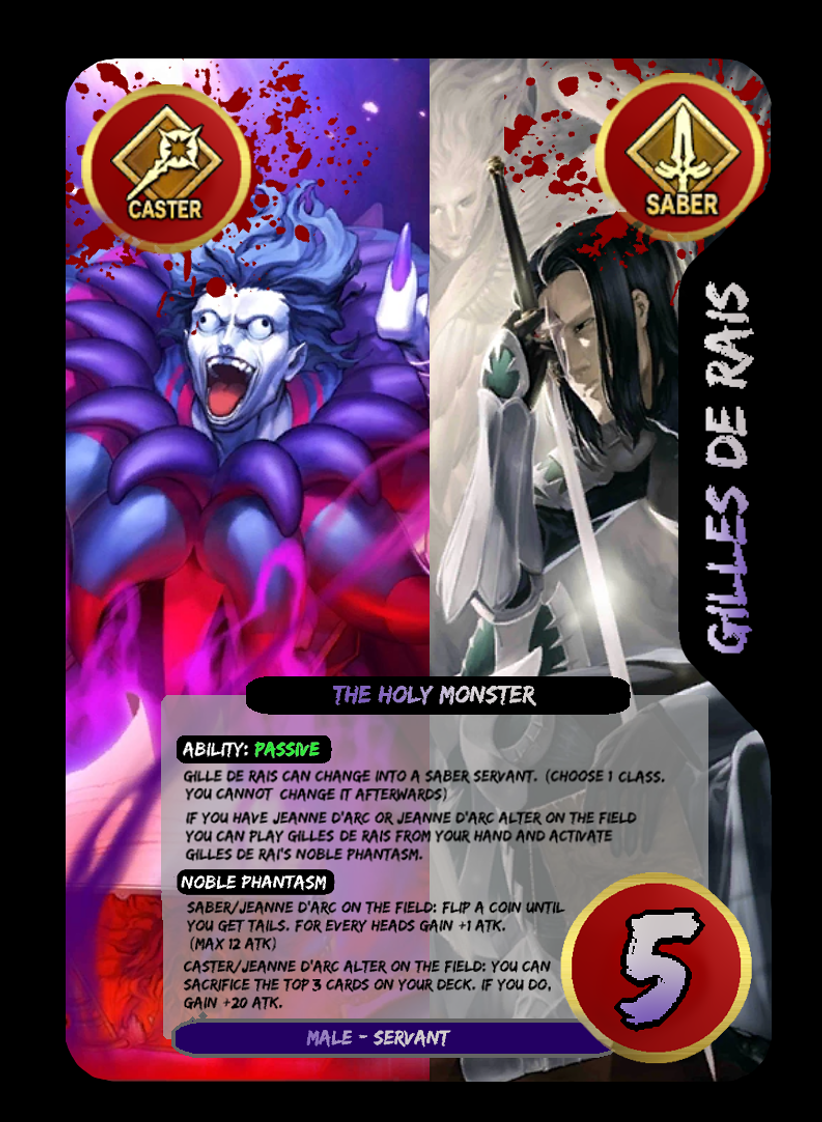 CASTER
SABER
GILLES DE RAIS
THE HOLY MONSTER
ABILITY: PASSIVE
GILLE DE RAIS CAN CHANGE INTO A SABER SERVANT. (CHOOSE 1 CLASS.
YOU CANNOT CHANGE IT AFTERWARDS)
IF YOU HAVE JEANNE D'ARC OR JEANNE D'ARC ALTER ON THE FIELD
YOU CAN PLAY GILLES DE RAIS FROM YOUR HAND AND ACTIVATE
GILLES DE RAI'S NOBLE PHANTASM.
NOBLE PHANTASM
SABER/JEANNE D'ARC ON THE FIELD: FLIP A COIN UNTIL
YOU GET TAILS. FOR EVERY HEADS GAIN +1 ATK.
(MAX 12 ATK)
CASTER/JEANNE D'ARC ALTER ON THE FIELD: YOU CAN
SACRIFICE THE TOP 3 CARDS ON YOUR DECK. IF YOU DO,
GAIN +20 ATK.
5
MALE - SERVANT